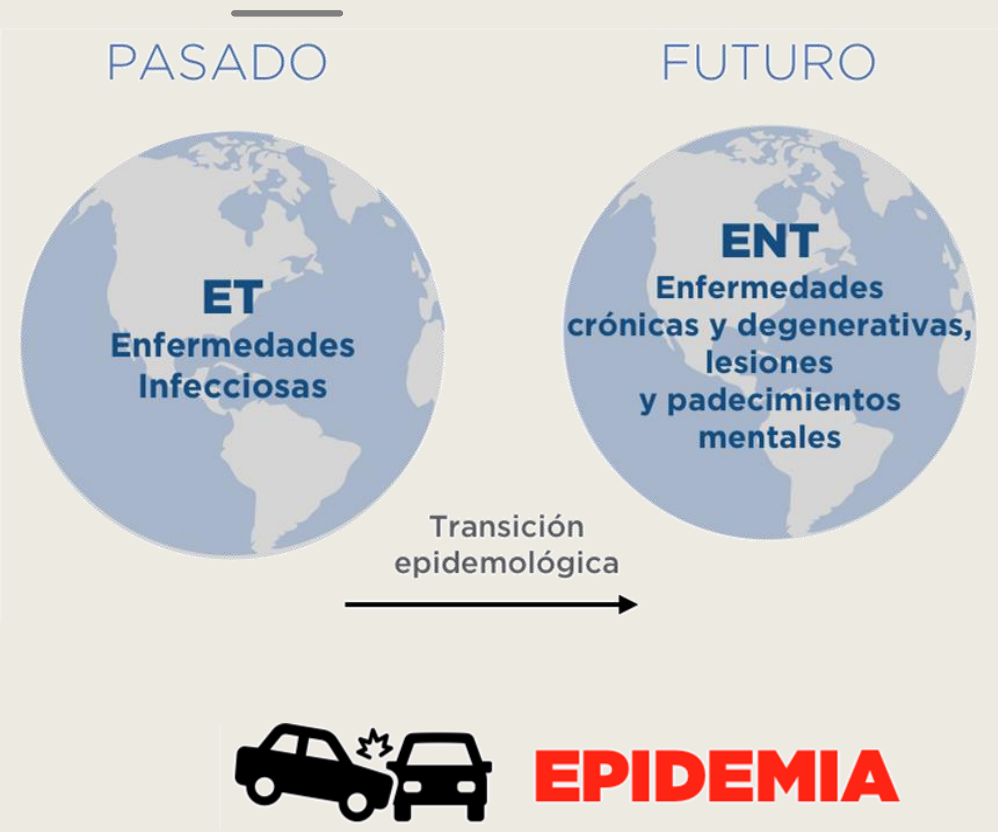 PASADO
FUTURO
ET
Enfermedades
Infecciosas
ENT
Enfermedades
crónicas y degenerativas,
lesiones
y padecimientos
mentales
Transición
epidemológica
EPIDEMIA